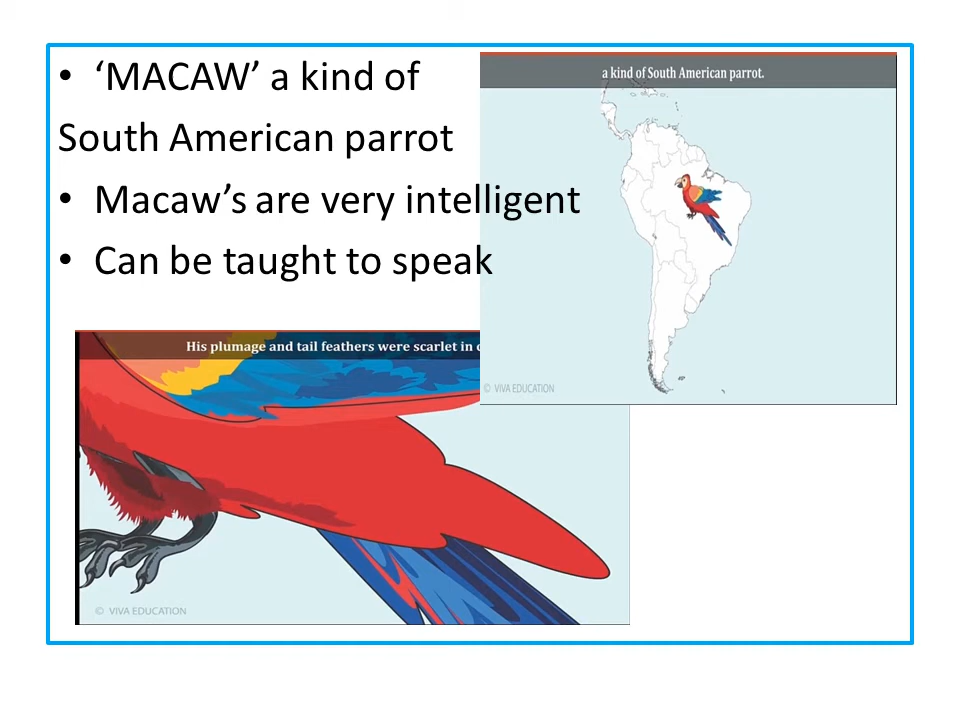 • ‘MACAW’ a kind of
South American parrot
• Macaw’s are very intelligent
• Can be taught to speak
a kind of South American parrot.
© VIVA EDUCATION
His plumage and tail feathers were scarlet in
© VIVA EDUCATION